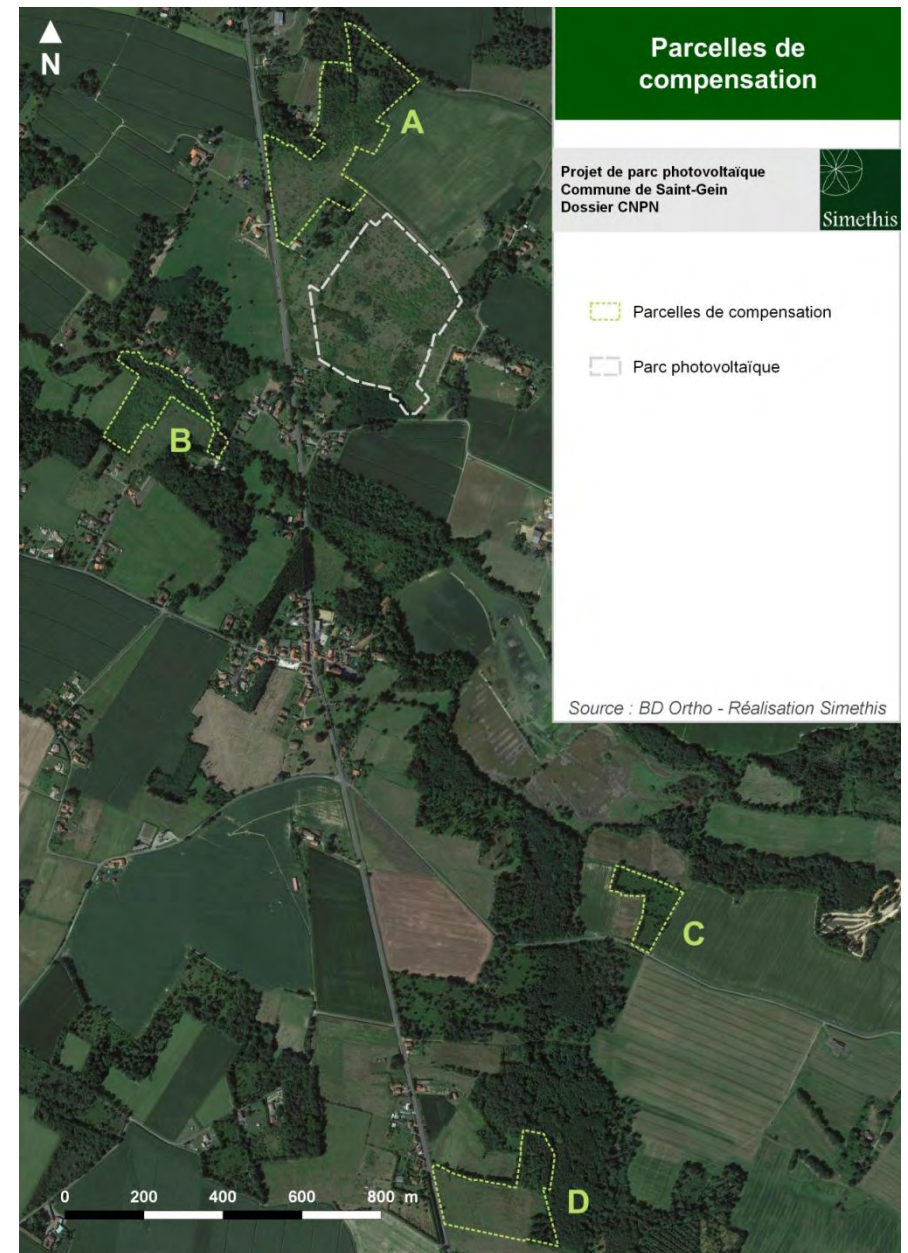 N
A
B
C
D
0 200 400 600 800 m
Parcelles de
compensation
Projet de parc photovoltaïque
Commune de Saint-Gein
Dossier CNPN
Simethis
Parcelles de compensation
Parc photovoltaïque
Source : BD Ortho - Réalisation Simethis